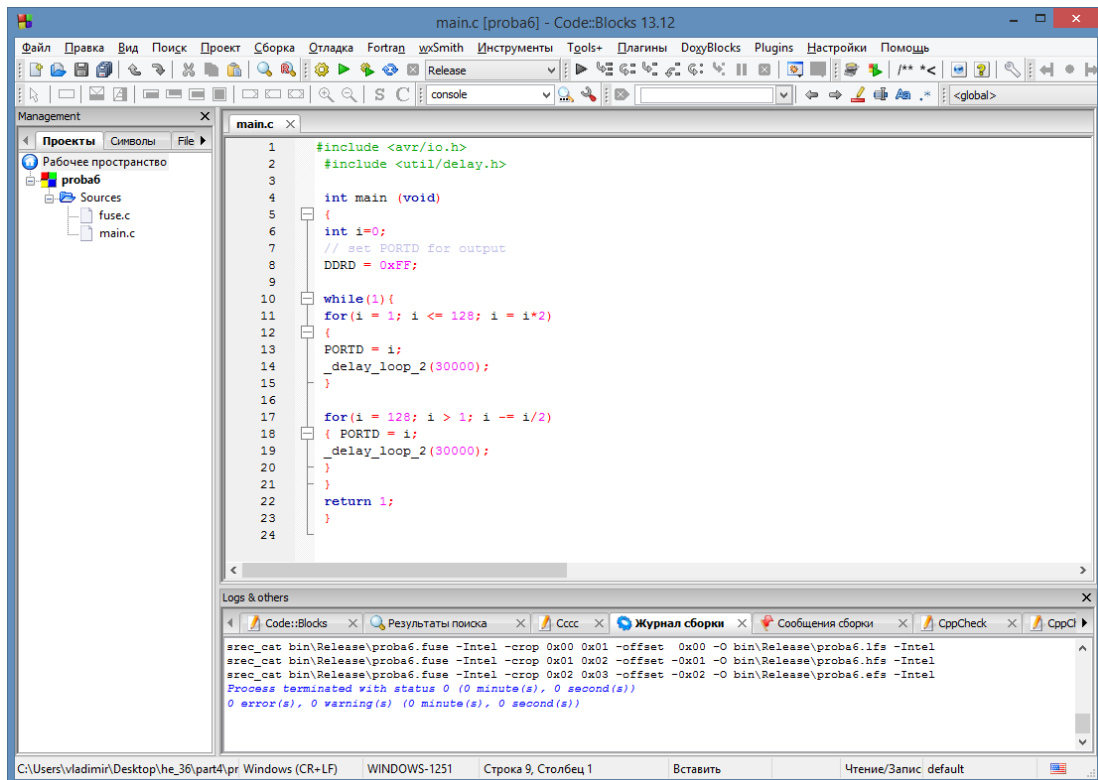 main.c [proba6] - Code::Blocks 13.12
Файл Правка Вид Поиск Проект Сборка Отладка Fortran wxSmith Инструменты Tools+ Плагины DoxyBlocks Plugins Настройки Помощь
Release /** *<
S C console <global>
Management
Проекты Символы File
Рабочее пространство
proba6
Sources
fuse.c
main.c
main.c
1 #include <avr/io.h>
2 #include <util/delay.h>
3
4 int main (void)
5 {
6 int i=0;
7 // set PORTD for output
8 DDRD = 0xFF;
9
10 while(1){
11 for(i = 1; i <= 128; i = i*2)
12 {
13 PORTD = i;
14 _delay_loop_2(30000);
15 }
16
17 for(i = 128; i > 1; i -= i/2)
18 { PORTD = i;
19 _delay_loop_2(30000);
20 }
21 }
22 return 1;
23 }
24
Logs & others
Code::Blocks Результаты поиска Cccc Журнал сборки Сообщения сборки CppCheck CppCl
srec_cat bin\Release\proba6.fuse -Intel -crop 0x00 0x01 -offset 0x00 -O bin\Release\proba6.lfs -Intel
srec_cat bin\Release\proba6.fuse -Intel -crop 0x01 0x02 -offset -0x01 -O bin\Release\proba6.hfs -Intel
srec_cat bin\Release\proba6.fuse -Intel -crop 0x02 0x03 -offset -0x02 -O bin\Release\proba6.efs -Intel
Process terminated with status 0 (0 minute(s), 0 second(s))
0 error(s), 0 warning(s) (0 minute(s), 0 second(s))
C:\Users\vladimir\Desktop\he_36\part4\pr Windows (CR+LF) WINDOWS-1251 Строка 9, Столбец 1 Вставить Чтение/Запис default